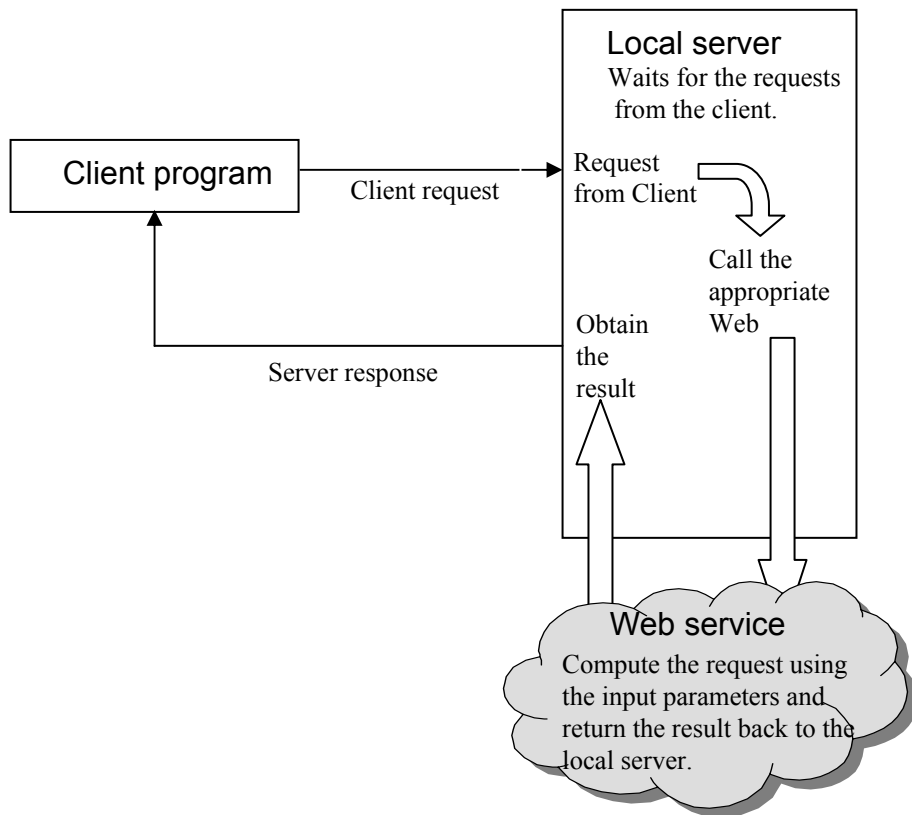 Local server
Waits for the requests
from the client.
Client program
Client request
Request
from Client
Call the
appropriate
Web
Obtain
the
result
Server response
Web service
Compute the request using
the input parameters and
return the result back to the
local server.